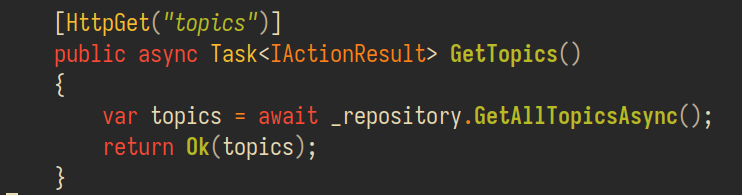 [HttpGet("topics")]
public async Task<IActionResult> GetTopics()
{
    var topics = await _repository.GetAllTopicsAsync();
    return Ok(topics);
}